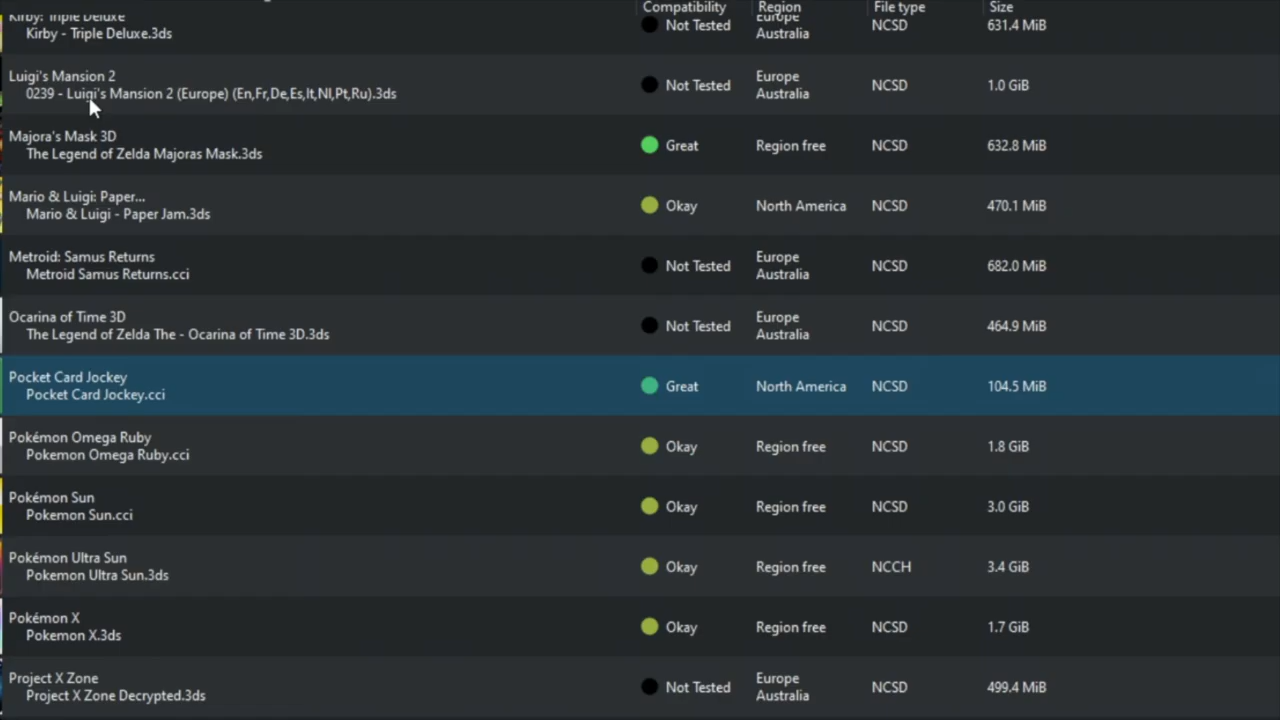 Compatibility Region File type Size
Kirby: Triple Deluxe
Kirby - Triple Deluxe.3ds
Not Tested
Europe
Australia
NCSD
631.4 MiB
Luigi's Mansion 2
0239 - Luigi's Mansion 2 (Europe) (En,Fr,De,Es,It,Nl,Pt,Ru).3ds
Not Tested
Europe
Australia
NCSD
1.0 GiB
Majora's Mask 3D
The Legend of Zelda Majoras Mask.3ds
Great
Region free
NCSD
632.8 MiB
Mario & Luigi: Paper...
Mario & Luigi - Paper Jam.3ds
Okay
North America
NCSD
470.1 MiB
Metroid: Samus Returns
Metroid Samus Returns.cci
Not Tested
Europe
Australia
NCSD
682.0 MiB
Ocarina of Time 3D
The Legend of Zelda The - Ocarina of Time 3D.3ds
Not Tested
Europe
Australia
NCSD
464.9 MiB
Pocket Card Jockey
Pocket Card Jockey.cci
Great
North America
NCSD
104.5 MiB
Pokémon Omega Ruby
Pokemon Omega Ruby.cci
Okay
Region free
NCSD
1.8 GiB
Pokémon Sun
Pokemon Sun.cci
Okay
Region free
NCSD
3.0 GiB
Pokémon Ultra Sun
Pokemon Ultra Sun.3ds
Okay
Region free
NCCH
3.4 GiB
Pokémon X
Pokemon X.3ds
Okay
Region free
NCSD
1.7 GiB
Project X Zone
Project X Zone Decrypted.3ds
Not Tested
Europe
Australia
NCSD
499.4 MiB